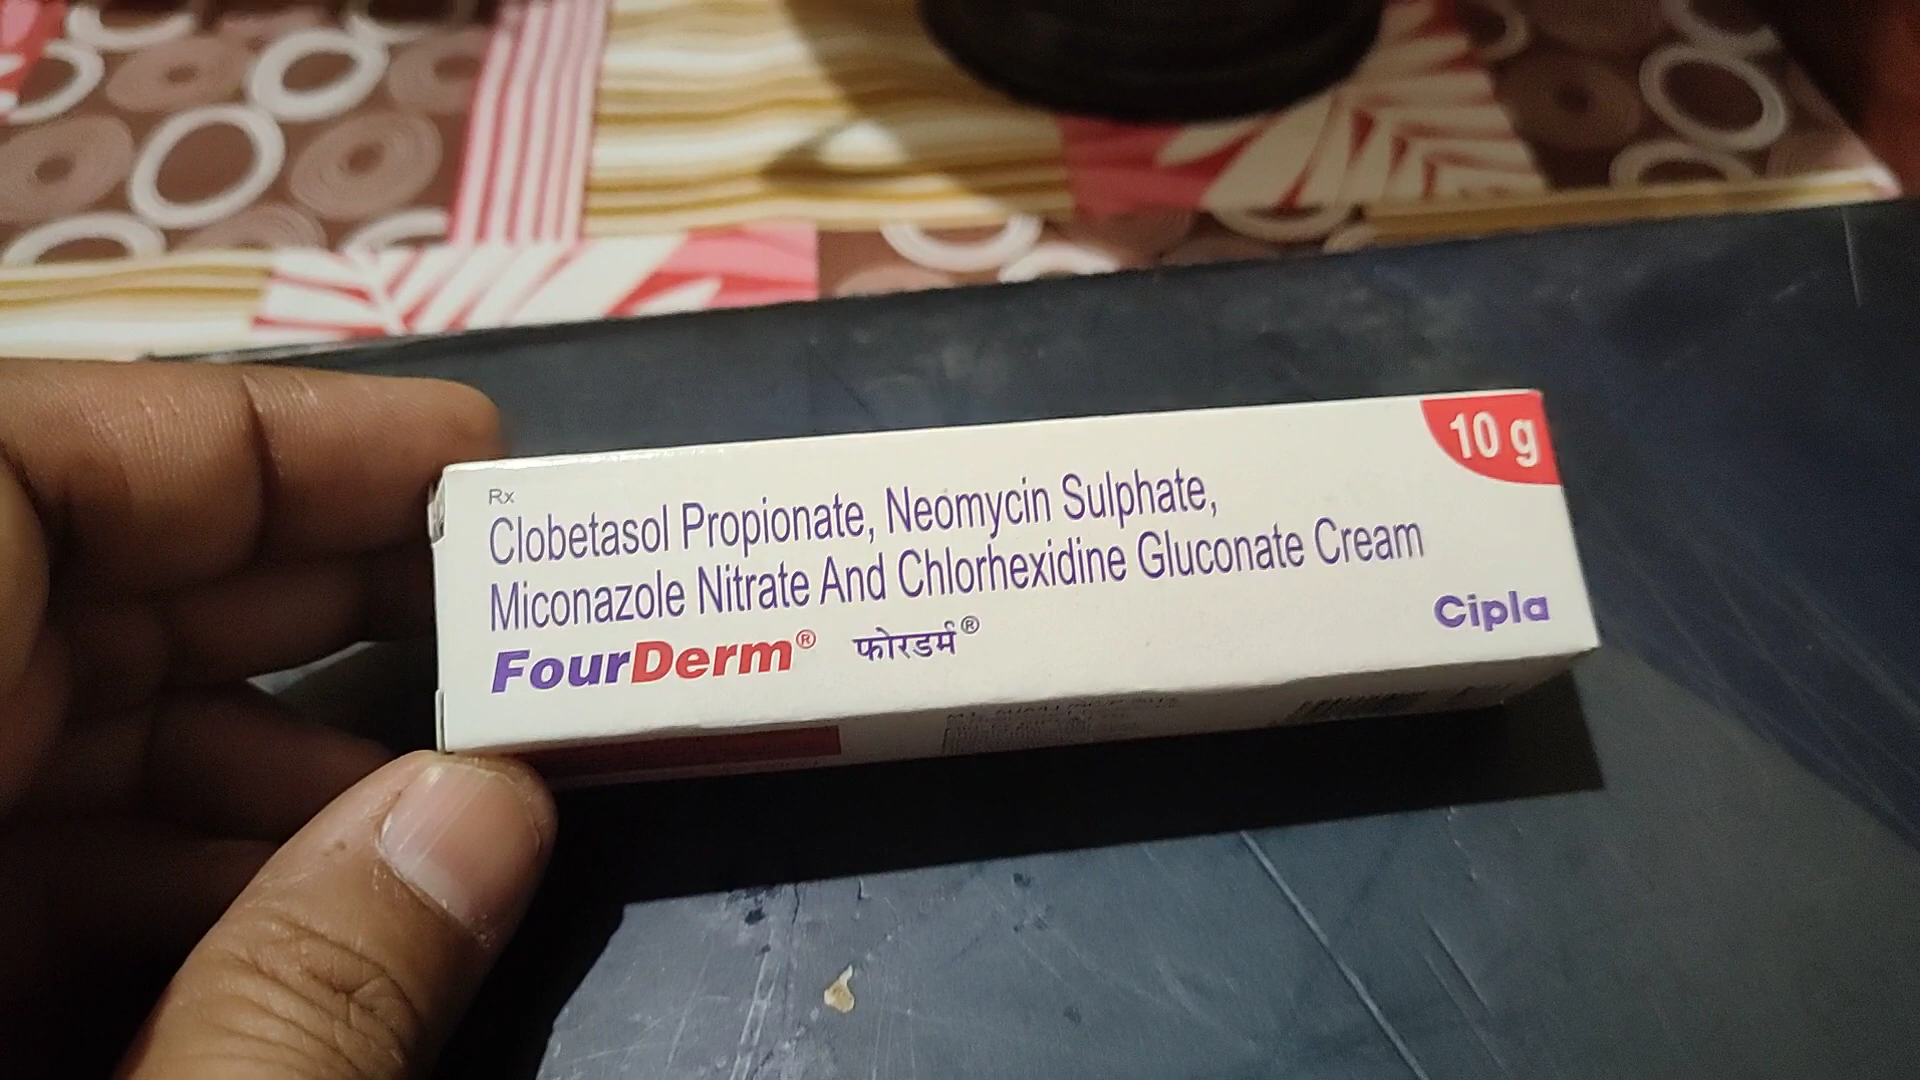 Rx
Clobetasol Propionate, Neomycin Sulphate,
Miconazole Nitrate And Chlorhexidine Gluconate Cream
FourDerm® फोरडर्म®
Cipla
10 g